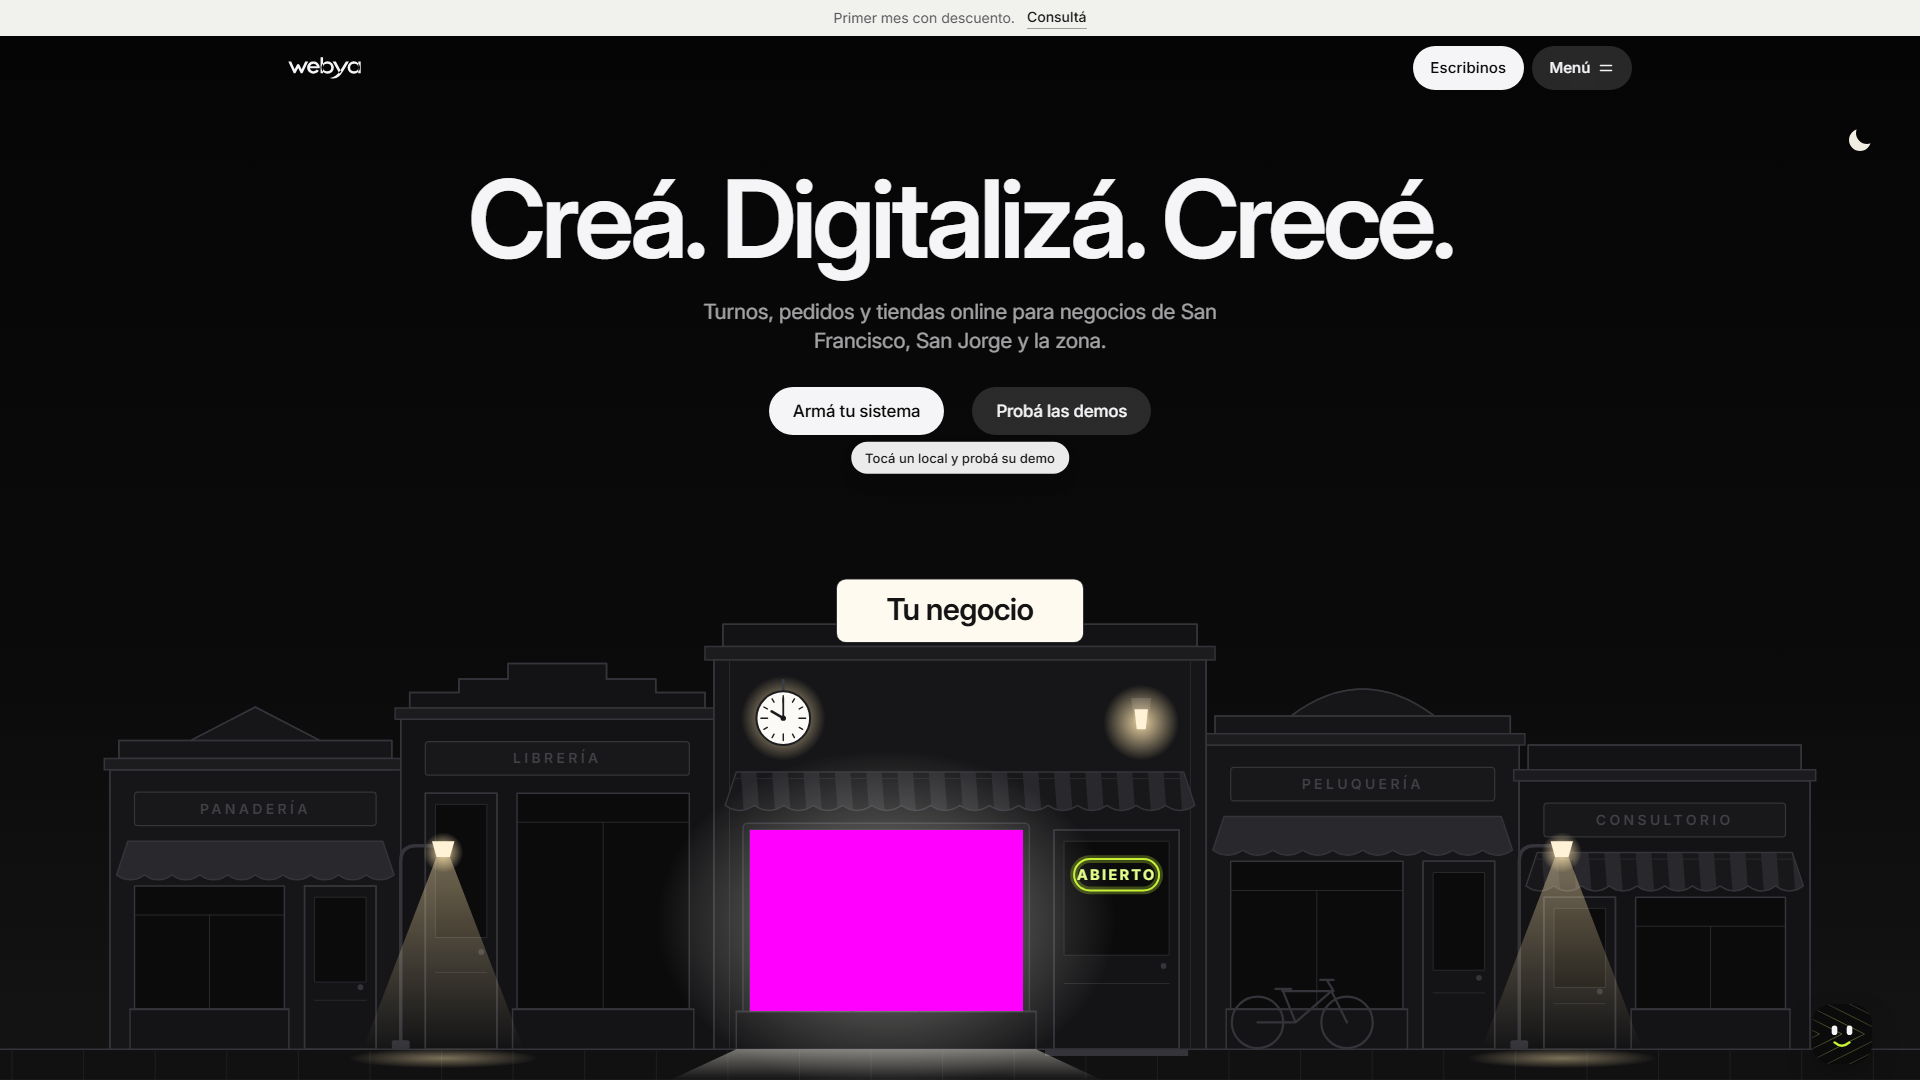 Primer mes con descuento. Consultá
webya
Escribinos
Menú
Creá. Digitalizá. Crecé.
Turnos, pedidos y tiendas online para negocios de San
Francisco, San Jorge y la zona.
Armá tu sistema
Probá las demos
Tocá un local y probá su demo
Tu negocio
LIBRERÍA
PELUQUERÍA
PANADERÍA
CONSULTORIO
ABIERTO